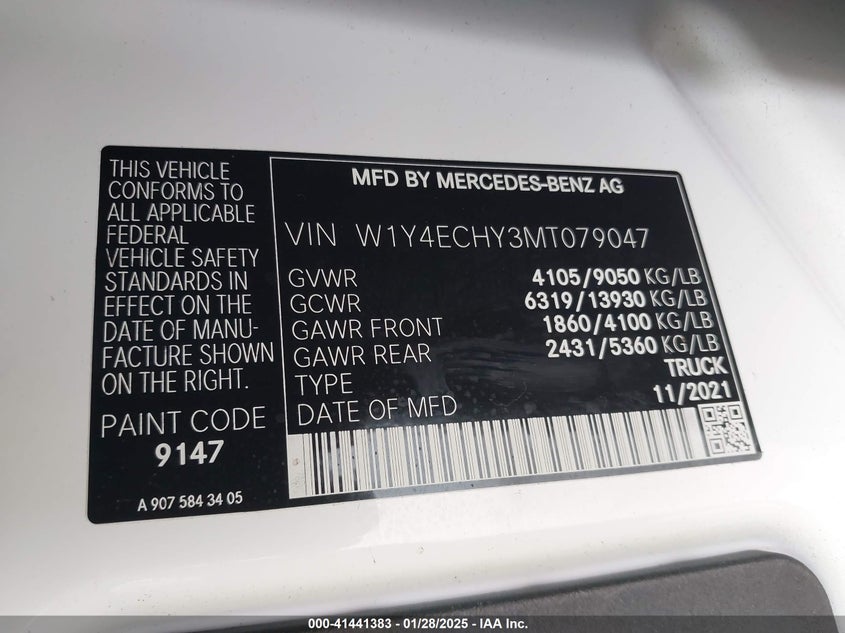 THIS VEHICLE
CONFORMS TO
ALL APPLICABLE
FEDERAL
VEHICLE SAFETY
STANDARDS IN
EFFECT ON THE
DATE OF MANU-
FACTURE SHOWN
ON THE RIGHT.
PAINT CODE
9147
A 907 584 34 05
MFD BY MERCEDES-BENZ AG
VIN W1Y4ECHY3MT079047
GVWR 4105/9050 KG/LB
GCWR 6319/13930 KG/LB
GAWR FRONT 1860/4100 KG/LB
GAWR REAR 2431/5360 KG/LB
TYPE TRUCK
DATE OF MFD 11/2021
000-41441383 - 01/28/2025 - IAA Inc.